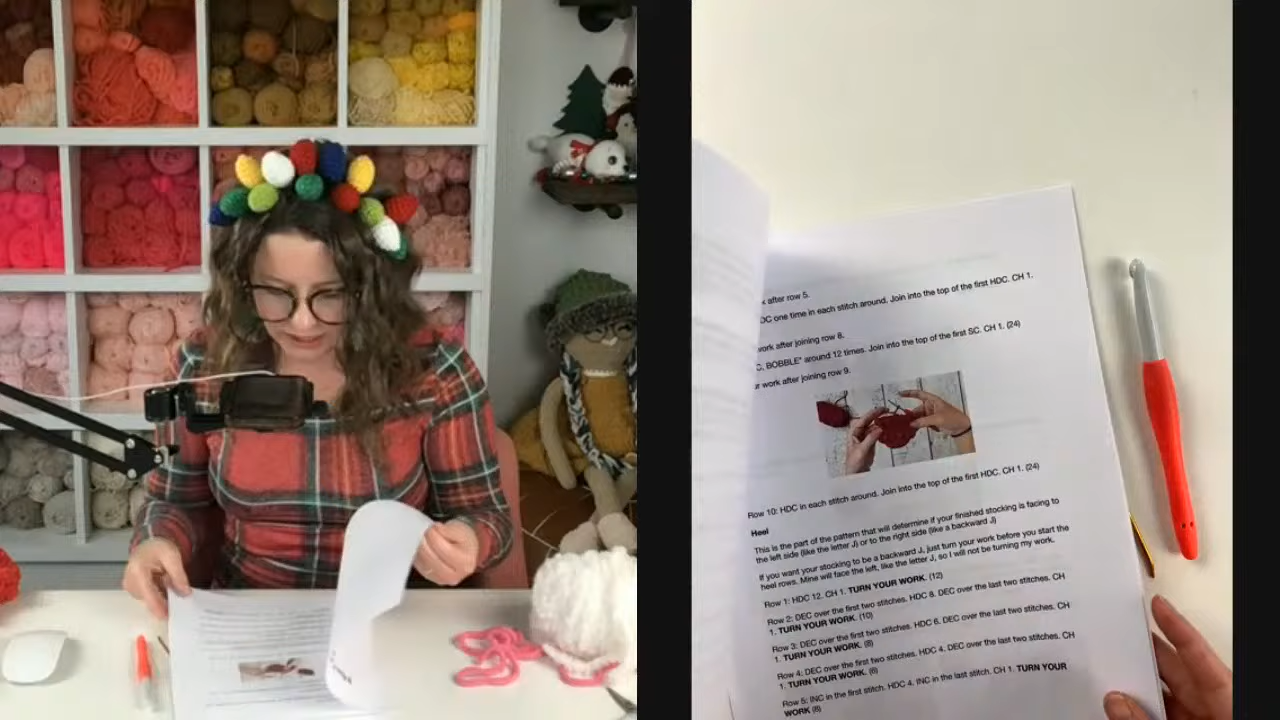 after row 5.
one time in each stitch around. Join into the top of the first HDC. CH 1.
work after joining row 8.
BOBBLE* around 12 times. Join into the top of the first SC. CH 1. (24)
work after joining row 9.
Row 10: HDC in each stitch around. Join into the top of the first HDC. CH 1. (24)
Heel
This is the part of the pattern that will determine if your finished stocking is facing to
the left side (like the letter J) or to the right side (like a backward J)
If you want your stocking to be a backward J, just turn your work before you start the
heel rows. Mine will face the left, like the letter J, so I will not be turning my work.
Row 1: HDC 12. CH 1. TURN YOUR WORK. (12)
Row 2: DEC over the first two stitches. HDC 8. DEC over the last two stitches. CH
1. TURN YOUR WORK. (10)
Row 3: DEC over the first two stitches. HDC 6. DEC over the last two stitches. CH
1. TURN YOUR WORK. (8)
Row 4: DEC over the first two stitches. HDC 4. DEC over the last two stitches. CH
1. TURN YOUR WORK. (6)
Row 5: INC in the first stitch. HDC 4. INC in the last stitch. CH 1. TURN YOUR
WORK (8)